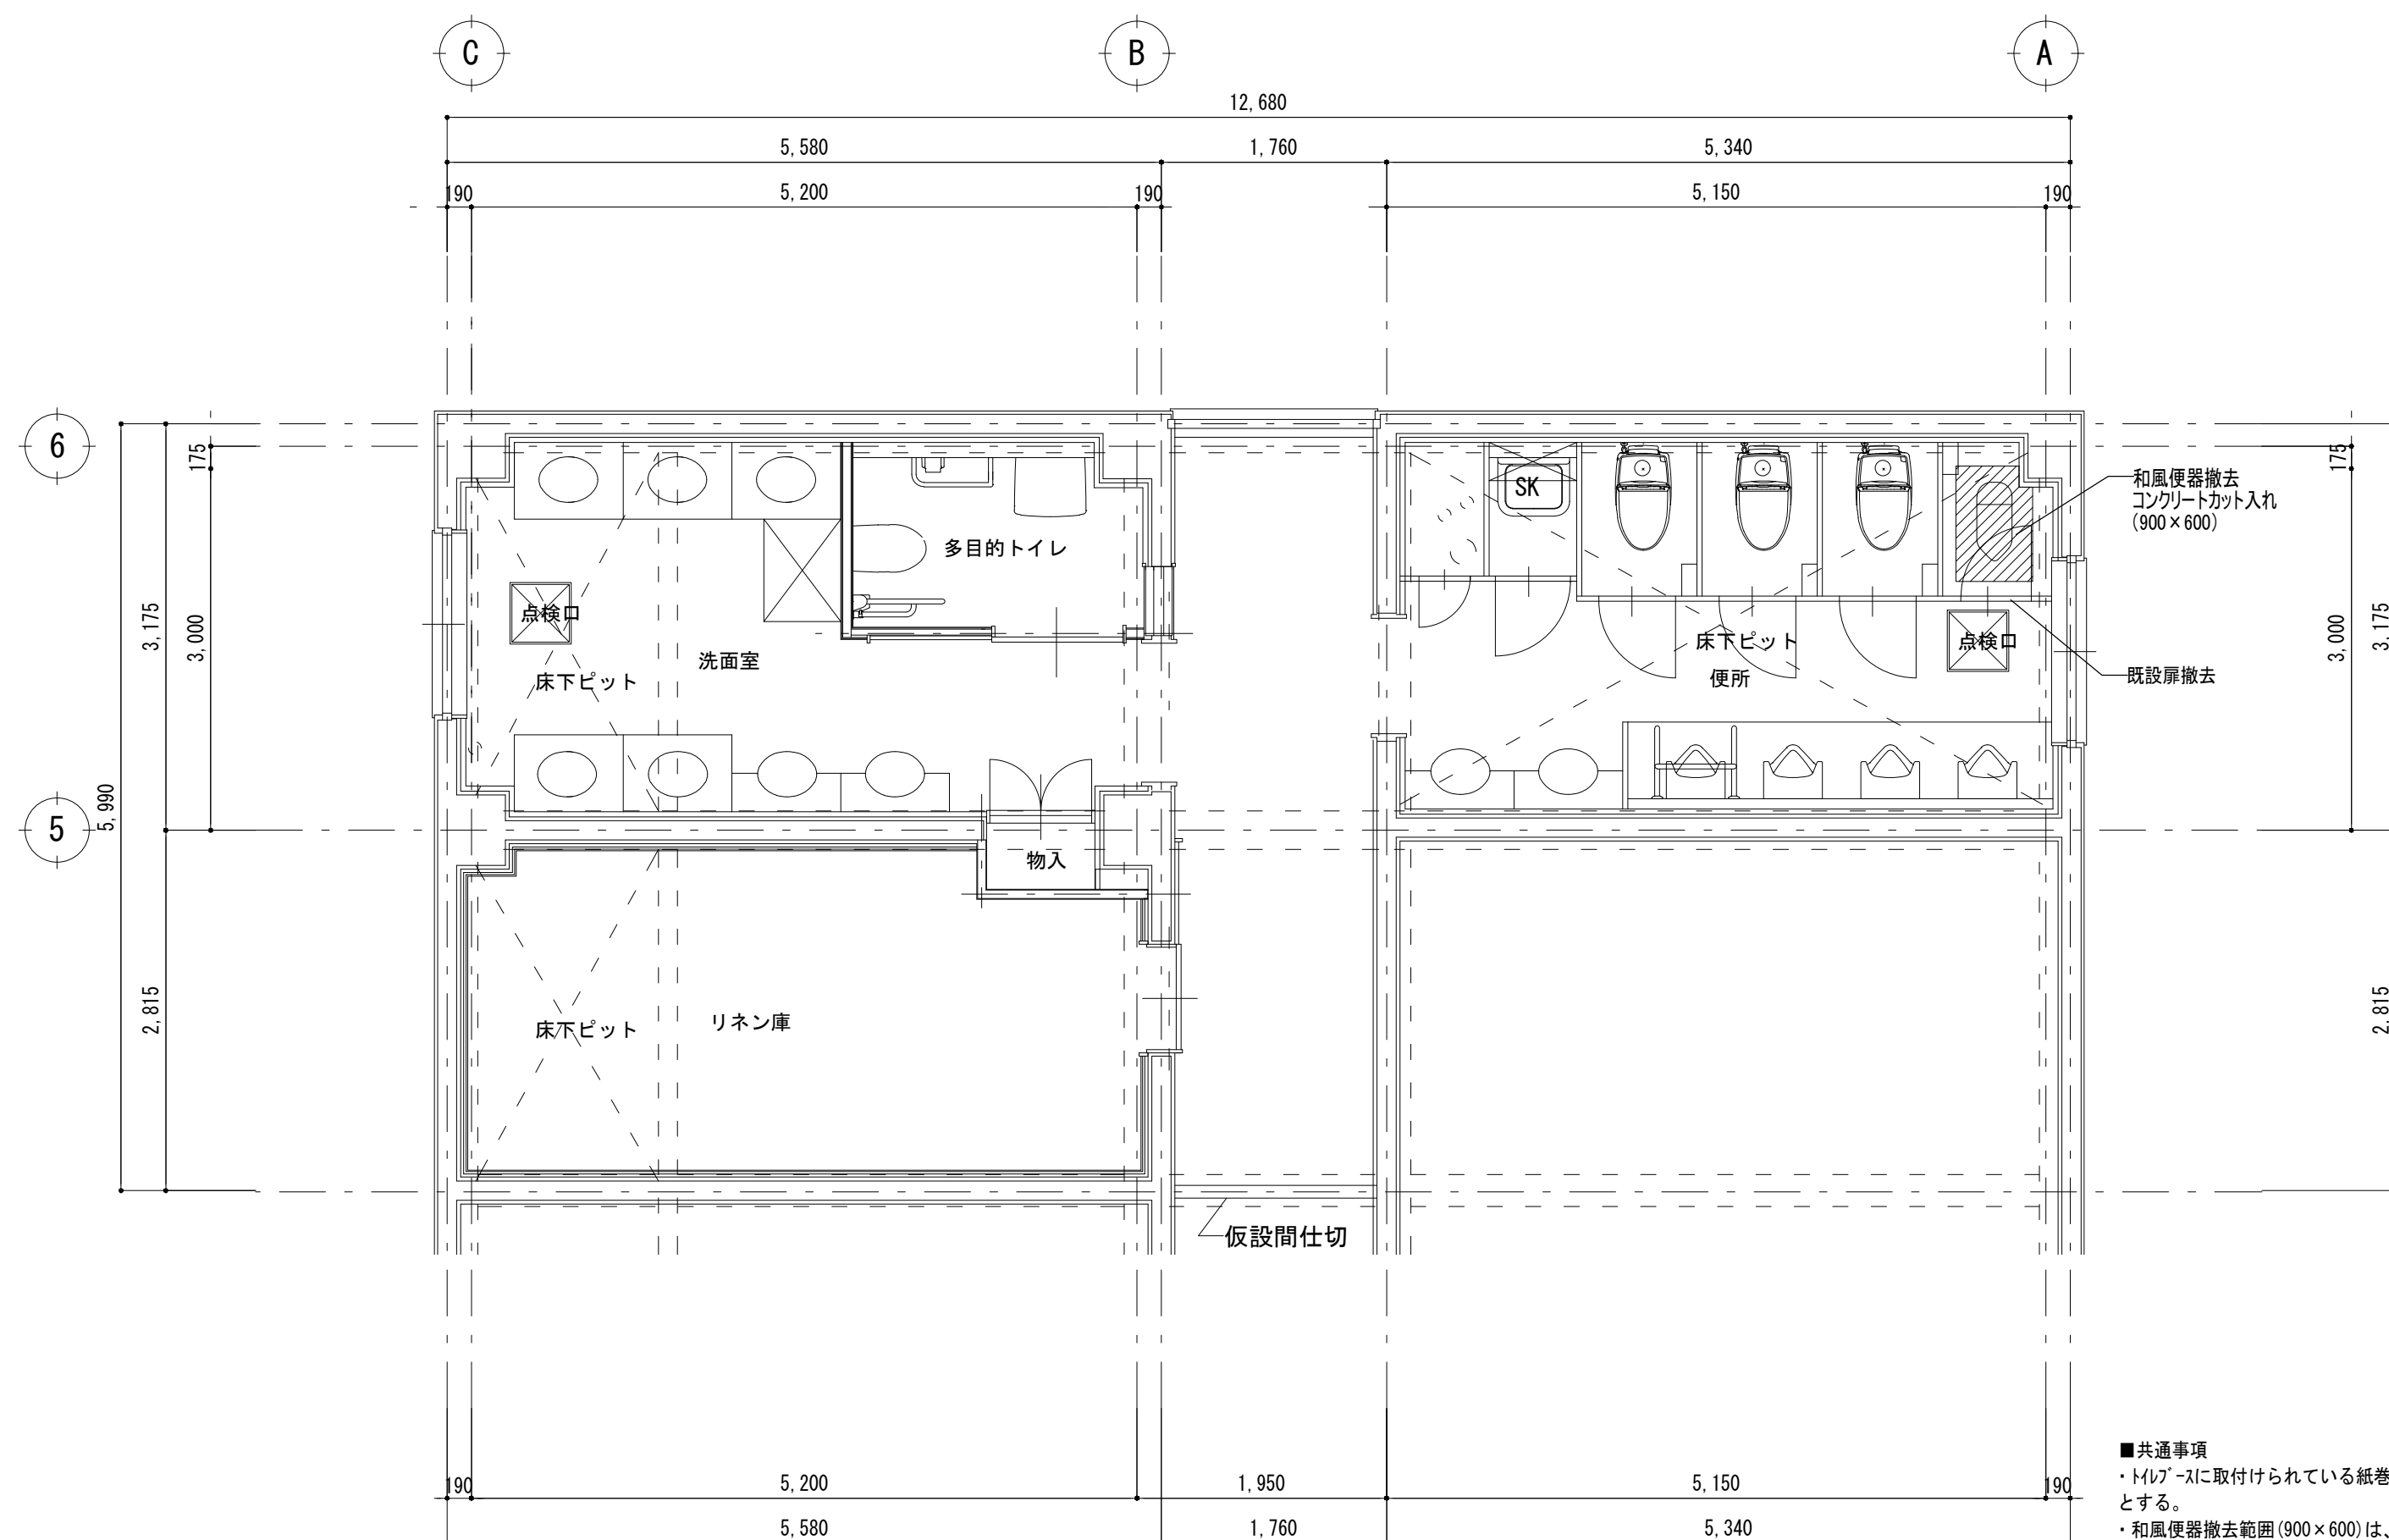 C
B
A
12,680
5,580
1,760
5,340
190
5,200
190
5,150
190
6
175
175
SK
和風便器撤去
コンクリートカット入れ
(900×600)
多目的トイレ
点検口
3,175
3,000
洗面室
床下ピット
床下ピット
点検口
便所
3,000
3,175
既設扉撤去
5,990
5
物入
2,815
床下ピット
リネン庫
2,815
仮設間仕切
■共通事項
・トイレブースに取付けられている紙巻
とする。
・和風便器撤去範囲(900×600)は、
190
5,200
1,950
5,150
190
5,580
1,760
5,340